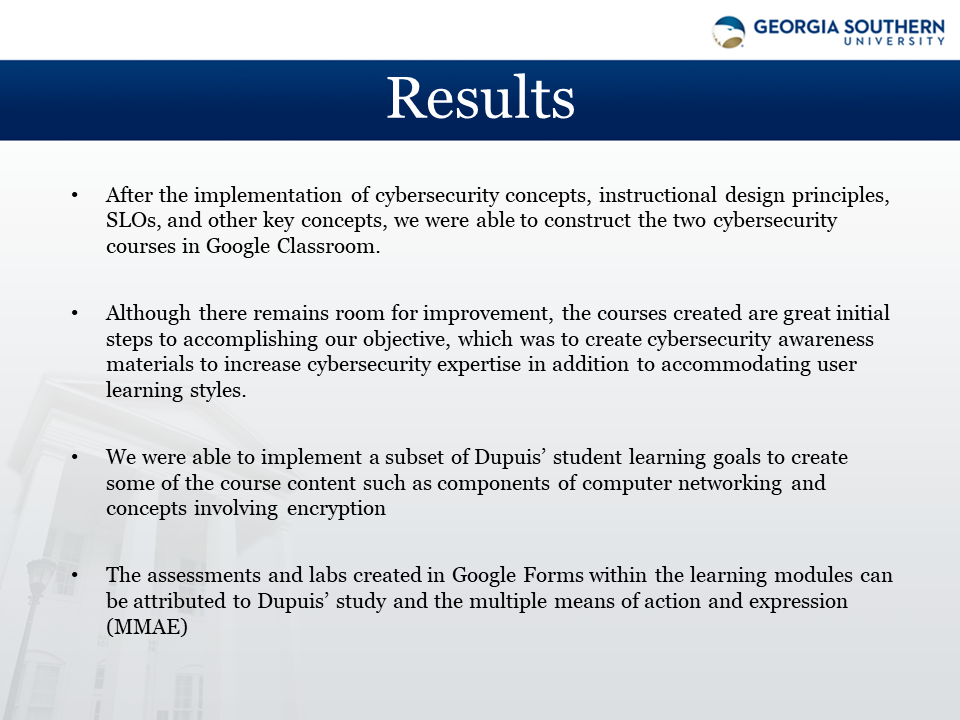 GEORGIA SOUTHERN
UNIVERSITY
Results
• After the implementation of cybersecurity concepts, instructional design principles,
SLOs, and other key concepts, we were able to construct the two cybersecurity
courses in Google Classroom.
• Although there remains room for improvement, the courses created are great initial
steps to accomplishing our objective, which was to create cybersecurity awareness
materials to increase cybersecurity expertise in addition to accommodating user
learning styles.
• We were able to implement a subset of Dupuis’ student learning goals to create
some of the course content such as components of computer networking and
concepts involving encryption
• The assessments and labs created in Google Forms within the learning modules can
be attributed to Dupuis’ study and the multiple means of action and expression
(MMAE)